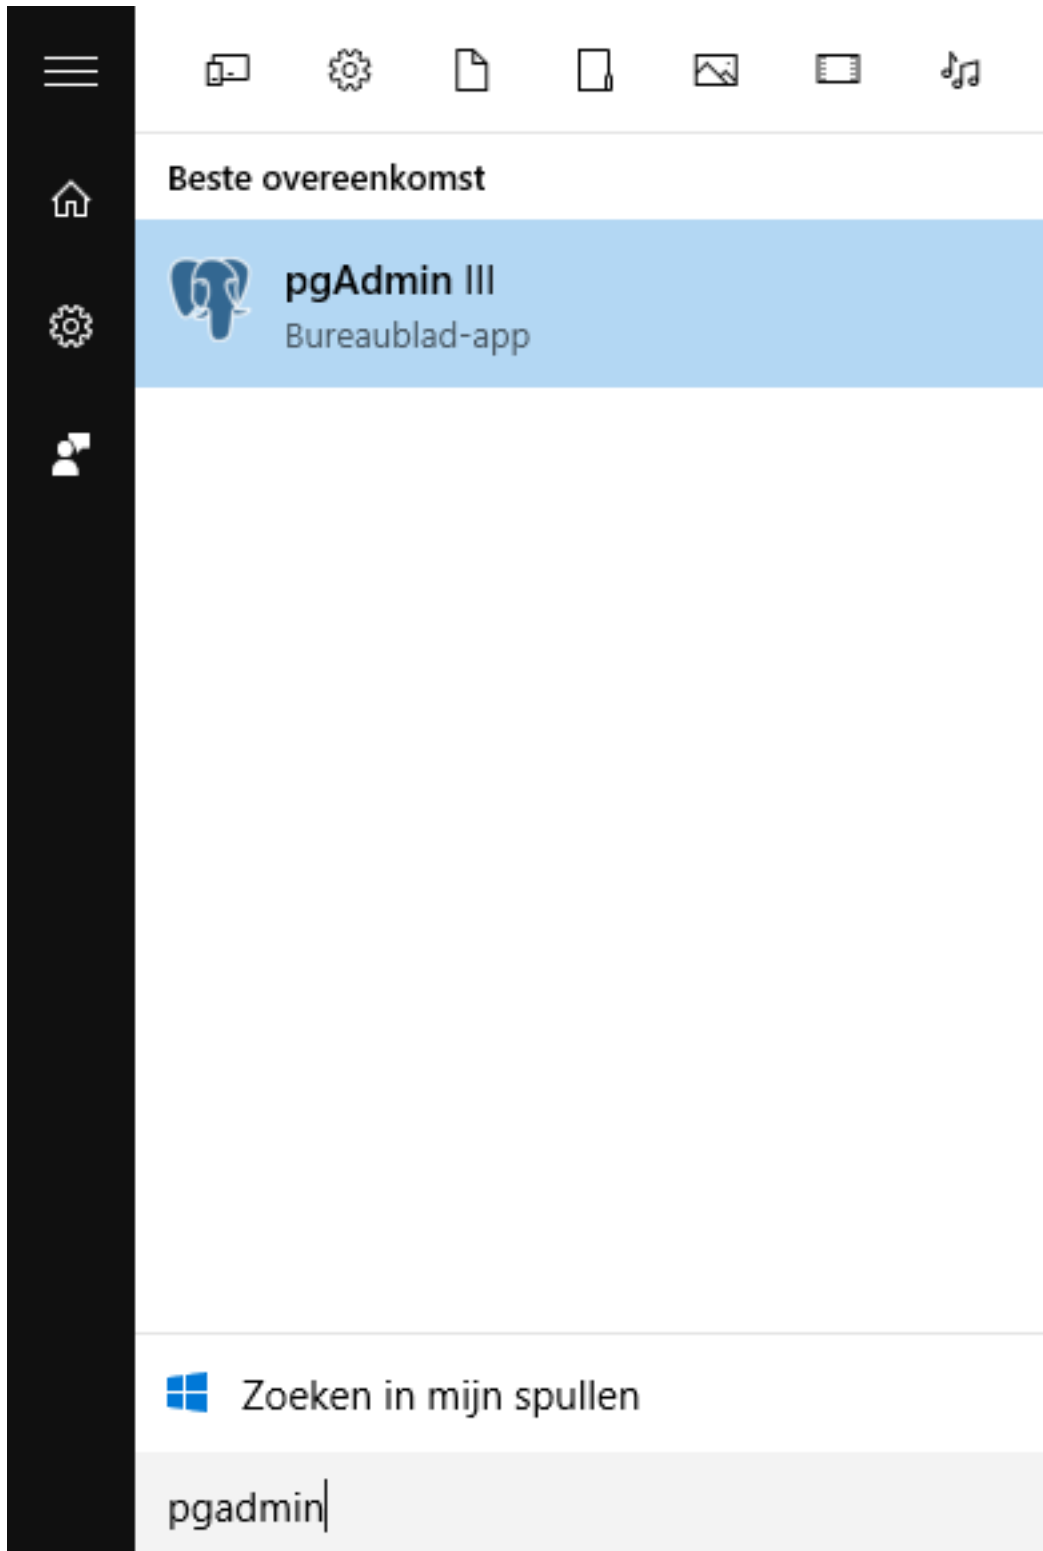 Beste overeenkomst
pgAdmin III
Bureaublad-app
Zoeken in mijn spullen
pgadmin